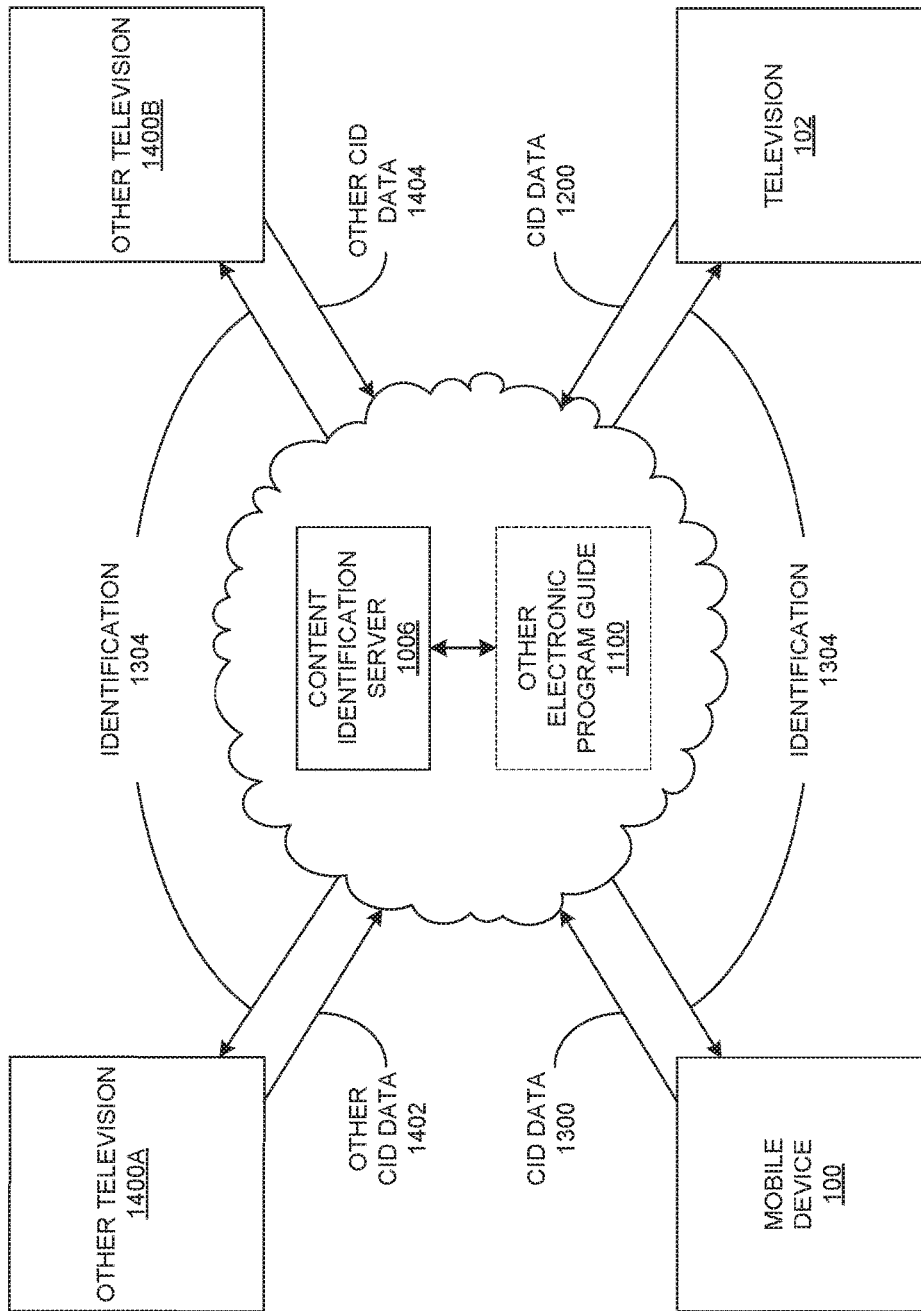 OTHER TELEVISION
1400A
OTHER TELEVISION
1400B
IDENTIFICATION
1304
OTHER
CID DATA
1402
OTHER CID
DATA
1404
CONTENT
IDENTIFICATION
SERVER
1006
OTHER
ELECTRONIC
PROGRAM GUIDE
1100
CID DATA
1300
CID DATA
1200
IDENTIFICATION
1304
MOBILE
DEVICE
100
TELEVISION
102